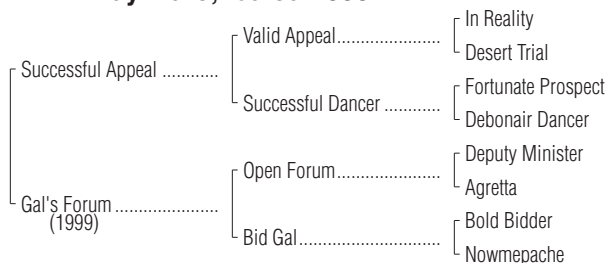 Successful Appeal ............
Gal's Forum .......................
(1999)
Valid Appeal.......................
Successful Dancer ............
Open Forum.......................
Bid Gal...............................
In Reality
Desert Trial
Fortunate Prospect
Debonair Dancer
Deputy Minister
Agretta
Bold Bidder
Nowmepache